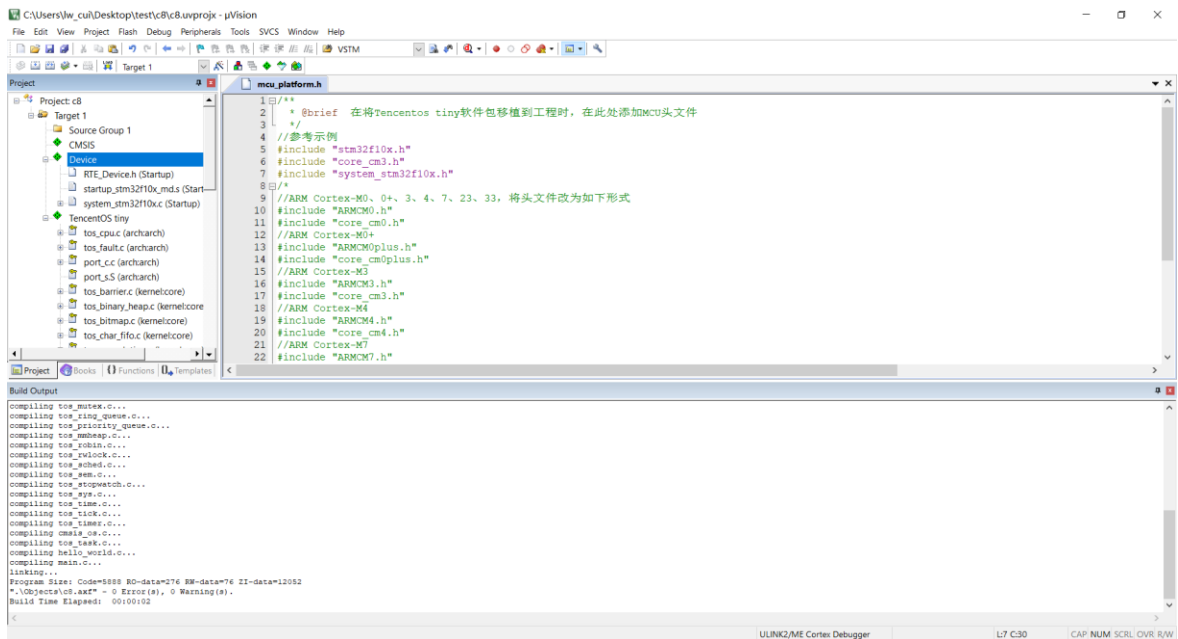 C:\Users\lw_cui\Desktop\test\c8\c8.uvprojx - µVision
File Edit View Project Flash Debug Peripherals Tools SVCS Window Help
VSTM
Target 1
Project
mcu_platform.h
Project: c8
Target 1
Source Group 1
CMSIS
Device
RTE_Device.h (Startup)
startup_stm32f10x_md.s (Start
system_stm32f10x.c (Startup)
TencentOS tiny
tos_cpu.c (arch:arch)
tos_fault.c (arch:arch)
port_c.c (arch:arch)
port_s.S (arch:arch)
tos_barrier.c (kernel:core)
tos_binary_heap.c (kernel:core
tos_bitmap.c (kernel:core)
tos_char_fifo.c (kernel:core)
Project Books {} Functions Templates
1 /**
2 * @brief 在将Tencentos tiny软件包移植到工程时，在此处添加MCU头文件
3 */
4 //参考示例
5 #include "stm32f10x.h"
6 #include "core_cm3.h"
7 #include "system_stm32f10x.h"
8 /*
9 //ARM Cortex-M0、0+、3、4、7、23、33，将头文件改为如下形式
10 #include "ARMCM0.h"
11 #include "core_cm0.h"
12 //ARM Cortex-M0+
13 #include "ARMCM0plus.h"
14 #include "core_cm0plus.h"
15 //ARM Cortex-M3
16 #include "ARMCM3.h"
17 #include "core_cm3.h"
18 //ARM Cortex-M4
19 #include "ARMCM4.h"
20 #include "core_cm4.h"
21 //ARM Cortex-M7
22 #include "ARMCM7.h"
Build Output
compiling tos_mutex.c...
compiling tos_ring_queue.c...
compiling tos_priority_queue.c...
compiling tos_mmheap.c...
compiling tos_robin.c...
compiling tos_rwlock.c...
compiling tos_sched.c...
compiling tos_sem.c...
compiling tos_stopwatch.c...
compiling tos_sys.c...
compiling tos_time.c...
compiling tos_tick.c...
compiling tos_timer.c...
compiling cmsis_os.c...
compiling tos_task.c...
compiling hello_world.c...
compiling main.c...
linking...
Program Size: Code=5888 RO-data=276 RW-data=76 ZI-data=12052
".\Objects\c8.axf" - 0 Error(s), 0 Warning(s).
Build Time Elapsed: 00:00:02
ULINK2/ME Cortex Debugger L:7 C:30 CAP NUM SCRL OVR R/W